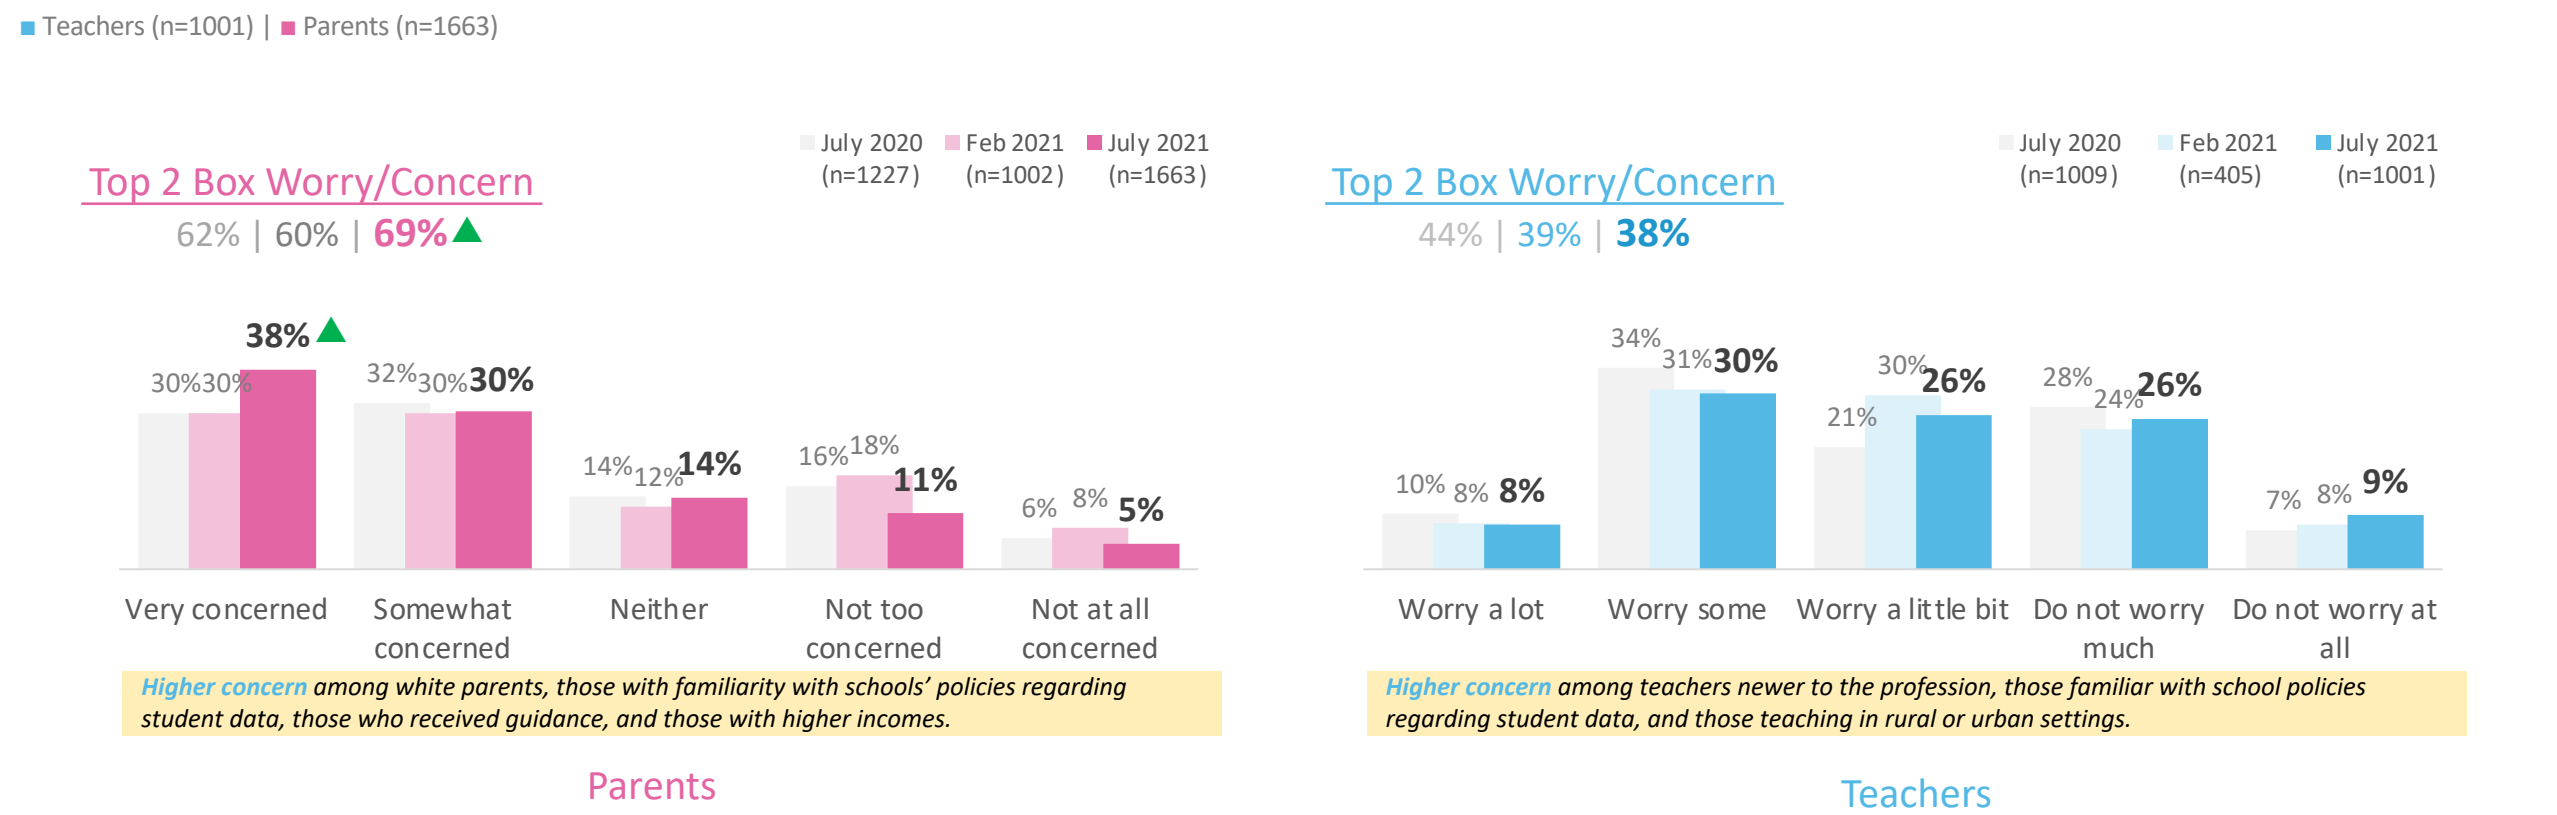 Teachers (n=1001) | Parents (n=1663)
July 2020 Feb 2021 July 2021
(n=1227) (n=1002) (n=1663)
Top 2 Box Worry/Concern
62% | 60% | 69%
38%
30% 30%
32% 30% 30%
14% 12% 14%
16% 18% 11%
6% 8% 5%
Very concerned Somewhat Neither Not too Not at all
concerned concerned concerned
Higher concern among white parents, those with familiarity with schools’ policies regarding
student data, those who received guidance, and those with higher incomes.
Parents
July 2020 Feb 2021 July 2021
(n=1009) (n=405) (n=1001)
Top 2 Box Worry/Concern
44% | 39% | 38%
10% 8% 8%
34% 31% 30%
21% 30% 26%
28% 24% 26%
7% 8% 9%
Worry a lot Worry some Worry a little bit Do not worry Do not worry at
much all
Higher concern among teachers newer to the profession, those familiar with school policies
regarding student data, and those teaching in rural or urban settings.
Teachers